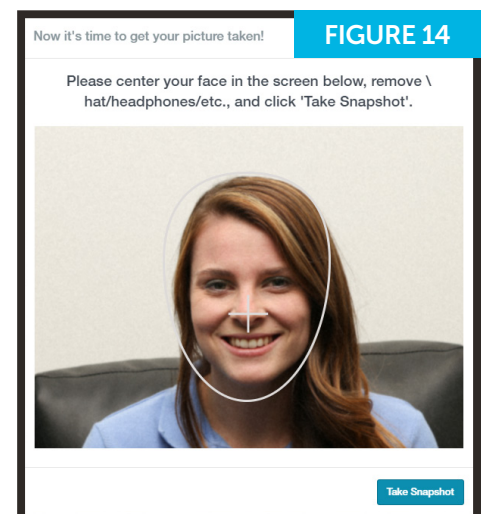 Now it's time to get your picture taken!
FIGURE 14
Please center your face in the screen below, remove \
hat/headphones/etc., and click 'Take Snapshot'.
Take Snapshot